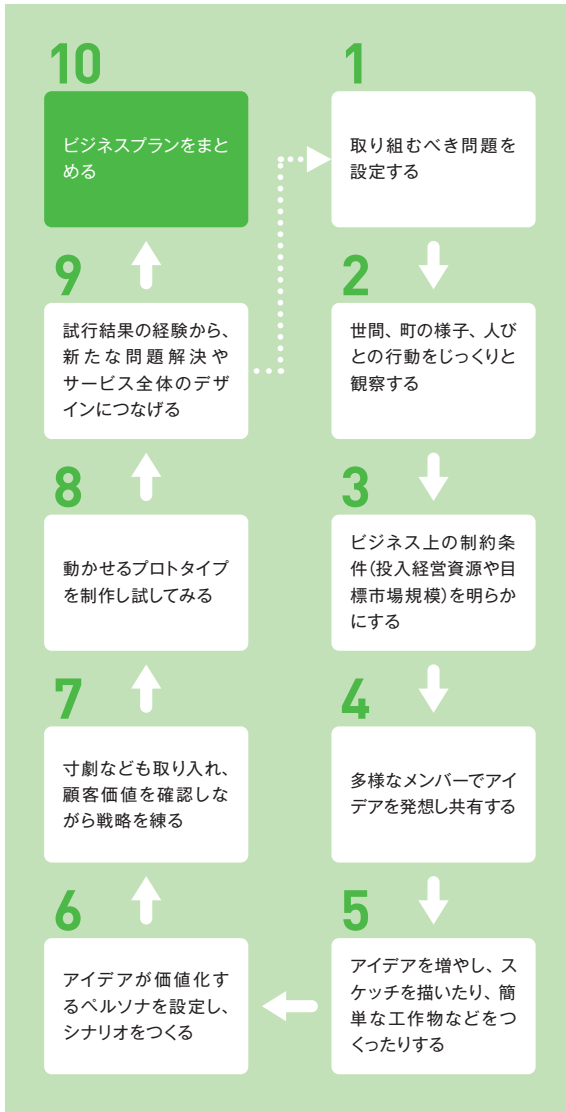 1
取り組むべき問題を
設定する
2
世間、町の様子、人び
との行動をじっくりと
観察する
3
ビジネス上の制約条
件(投入経営資源や目
標市場規模)を明らか
にする
4
多様なメンバーでアイ
デアを発想し共有する
5
アイデアを増やし、ス
ケッチを描いたり、簡
単な工作物などをつ
くったりする
6
アイデアが価値化す
るペルソナを設定し、
シナリオをつくる
7
寸劇なども取り入れ、
顧客価値を確認しな
がら戦略を練る
8
動かせるプロトタイプ
を制作し試してみる
9
試行結果の経験から、
新たな問題解決や
サービス全体のデザ
インにつなげる
10
ビジネスプランをまと
める